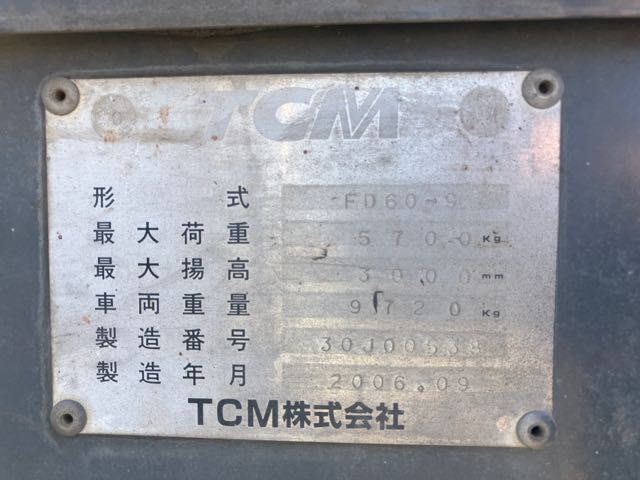 TCM
形式 FD60-9
最大荷重 5700 Kg
最大揚高 3000 mm
車両重量 9720 Kg
製造番号
製造年月 2006.09
TCM株式会社